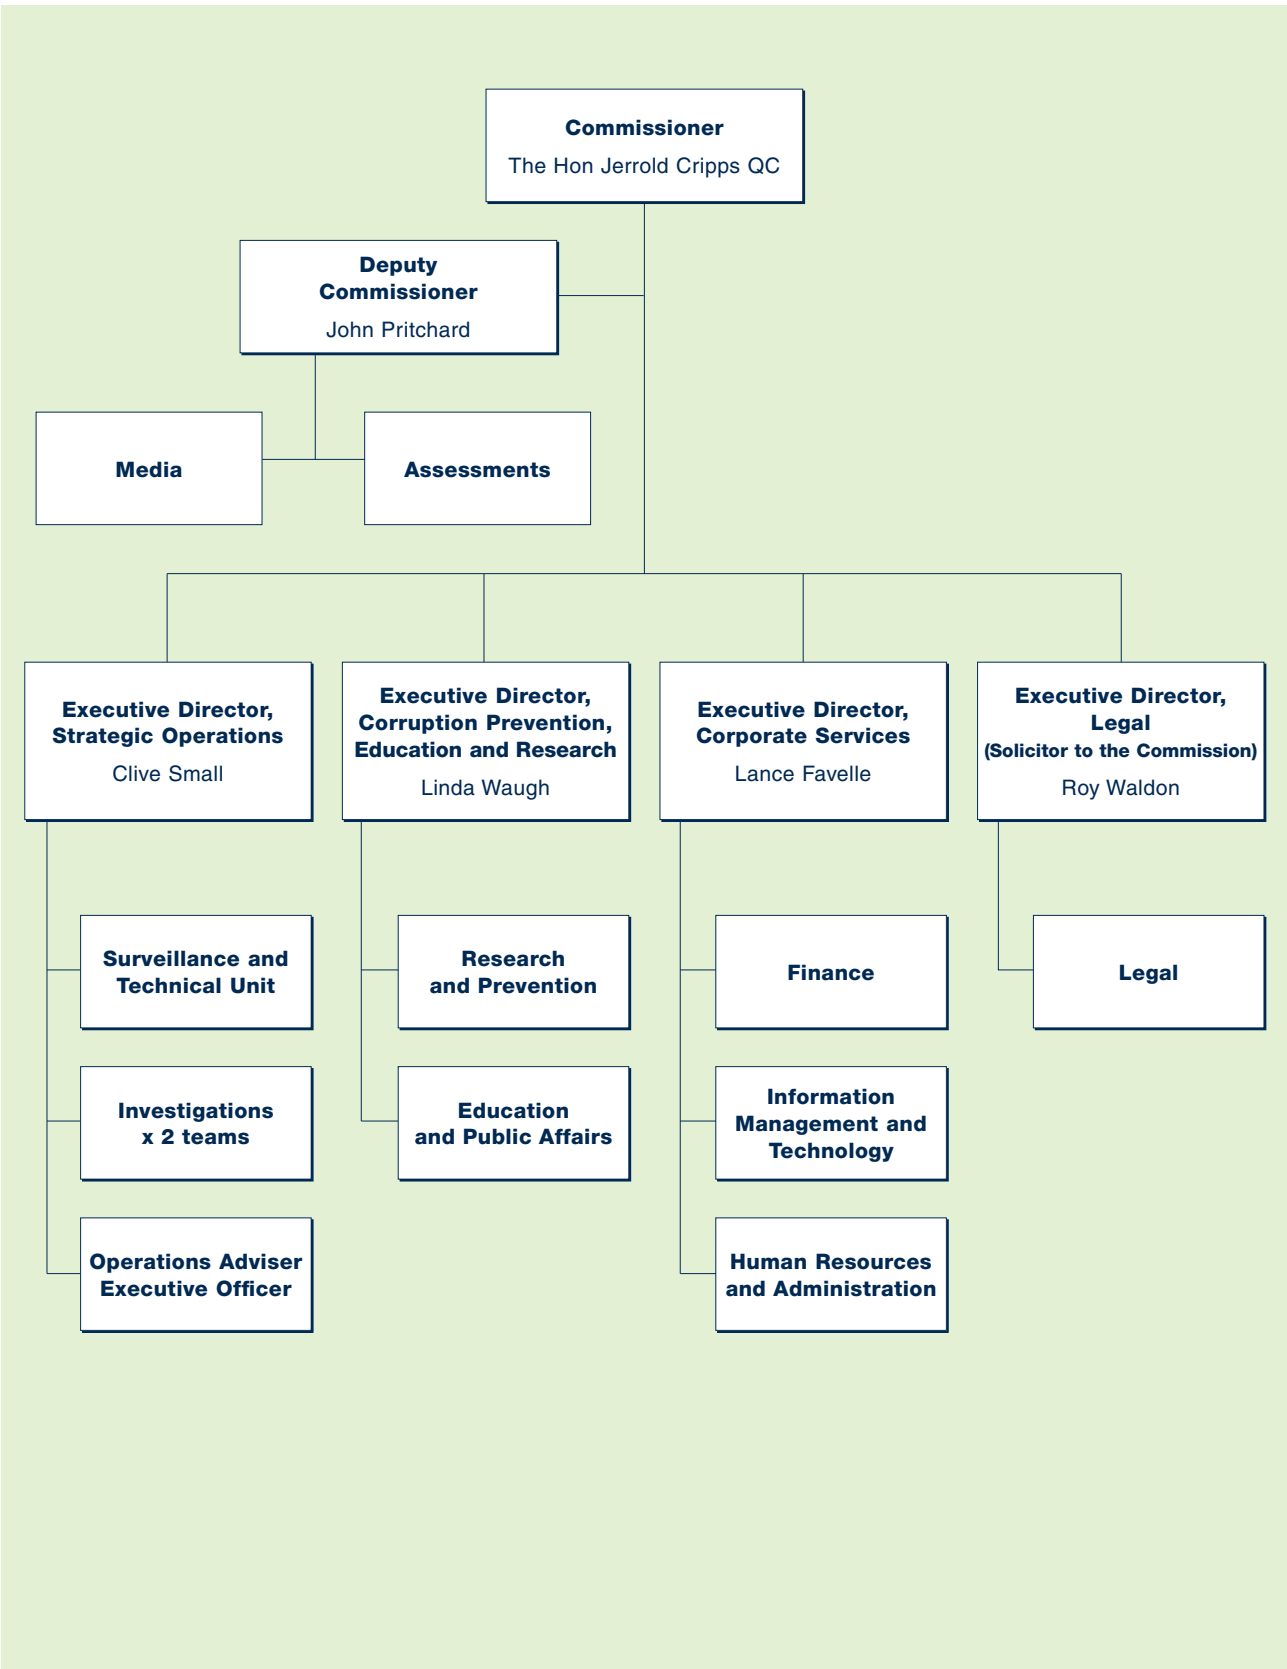 Commissioner
The Hon Jerrold Cripps QC
Deputy
Commissioner
John Pritchard
Media
Assessments
Executive Director,
Strategic Operations
Clive Small
Executive Director,
Corruption Prevention,
Education and Research
Linda Waugh
Executive Director,
Corporate Services
Lance Favelle
Executive Director,
Legal
(Solicitor to the Commission)
Roy Waldon
Surveillance and
Technical Unit
Research
and Prevention
Finance
Legal
Investigations
x 2 teams
Education
and Public Affairs
Information
Management and
Technology
Operations Adviser
Executive Officer
Human Resources
and Administration